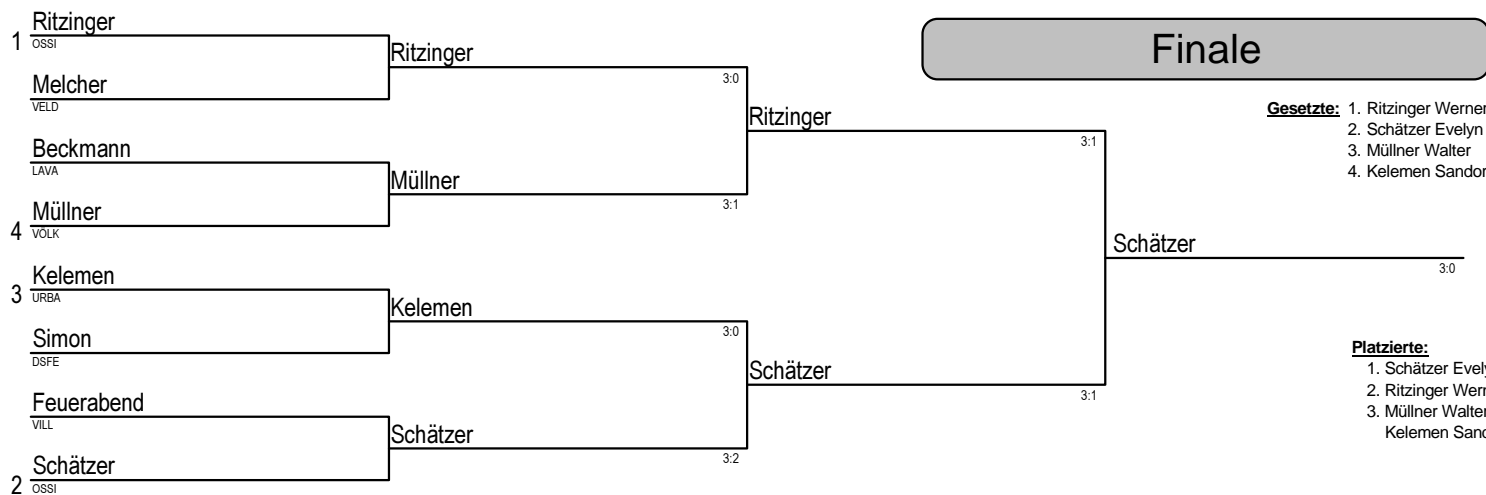 Finale
Ritzinger
1 OSSI
Ritzinger
3:0
Melcher
VELD
Ritzinger
3:1
Beckmann
LAVA
Müllner
3:1
Müllner
4 VÖLK
Schätzer
3:0
Kelemen
3 URBA
Kelemen
3:0
Simon
DSFE
Schätzer
3:1
Feuerabend
VILL
Schätzer
3:2
Schätzer
2 OSSI
Gesetzte: 1. Ritzinger Werner
2. Schätzer Evelyn
3. Müllner Walter
4. Kelemen Sandor
Platzierte:
1. Schätzer Evely
2. Ritzinger Wern
3. Müllner Walter
Kelemen Sand